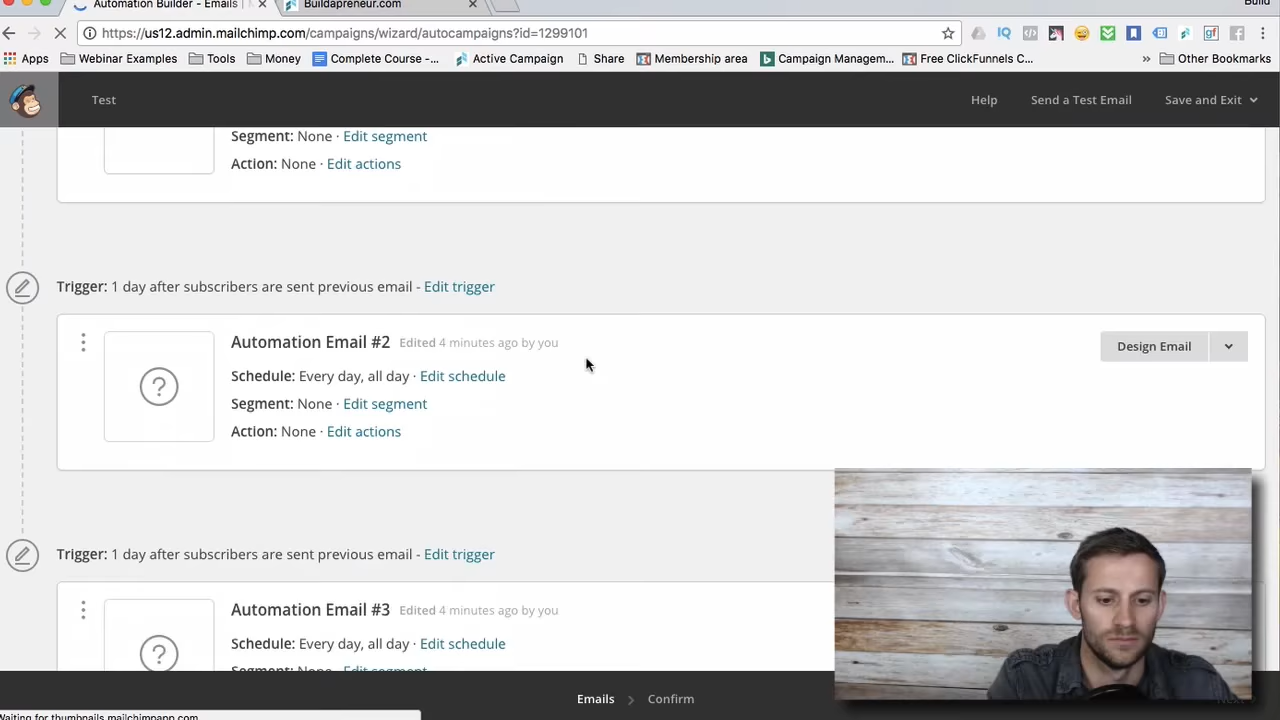 Automation Builder - Emails |
Buildapreneur.com
Build
https://us12.admin.mailchimp.com/campaigns/wizard/autocampaigns?id=1299101
Apps Webinar Examples Tools Money Complete Course -... Active Campaign Share Membership area Campaign Managem... Free ClickFunnels C... » Other Bookmarks
Test Help Send a Test Email Save and Exit
Segment: None · Edit segment
Action: None · Edit actions
Trigger: 1 day after subscribers are sent previous email - Edit trigger
Automation Email #2 Edited 4 minutes ago by you
Design Email
Schedule: Every day, all day · Edit schedule
Segment: None · Edit segment
Action: None · Edit actions
Trigger: 1 day after subscribers are sent previous email - Edit trigger
Automation Email #3 Edited 4 minutes ago by you
Schedule: Every day, all day · Edit schedule
Segment: None · Edit segment
Emails > Confirm
Waiting for thumbnails.mailchimpapp.com